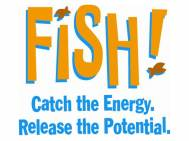 FiSH!
Catch the Energy.
Release the Potential.